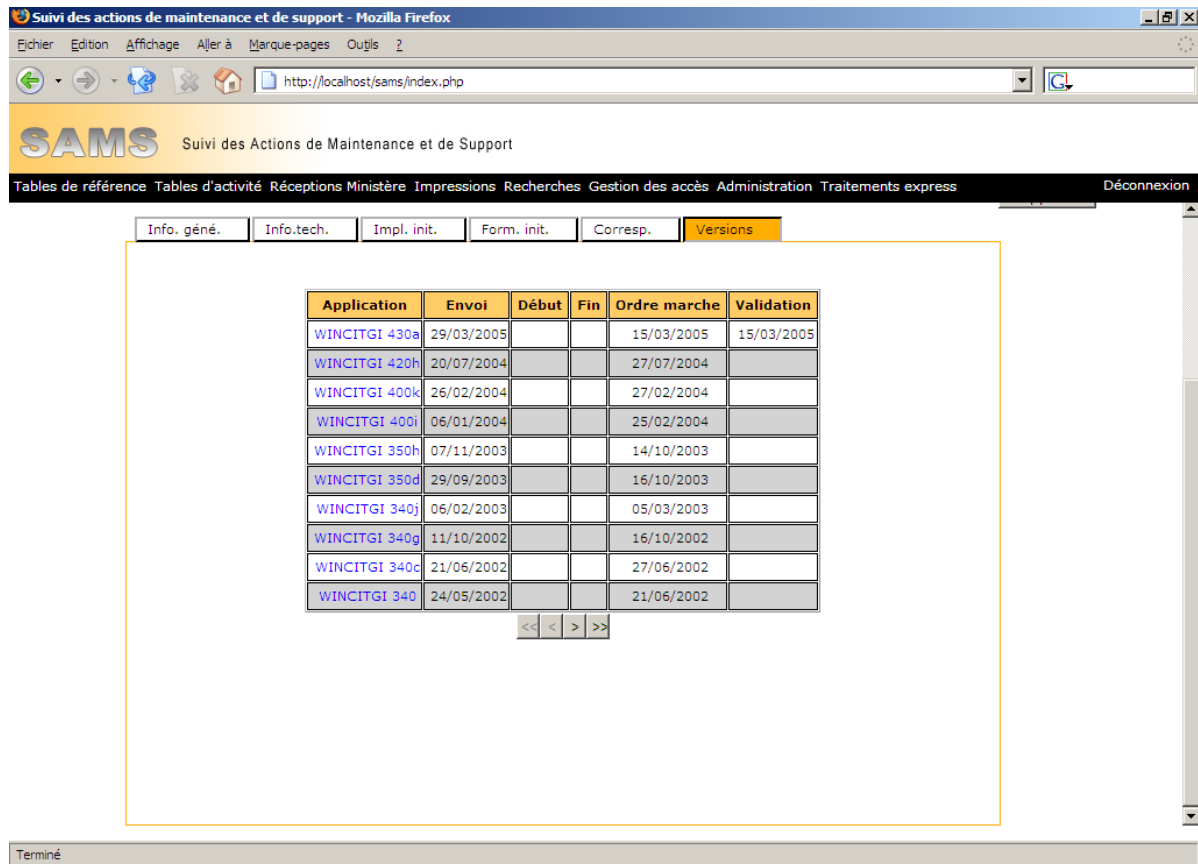 Suivi des actions de maintenance et de support - Mozilla Firefox
Fichier Edition Affichage Aller à Marque-pages Outils ?
http://localhost/sams/index.php
G
SAMS Suivi des Actions de Maintenance et de Support
Tables de référence Tables d'activité Réceptions Ministère Impressions Recherches Gestion des accès Administration Traitements express Déconnexion
Info. géné. Info.tech. Impl. init. Form. init. Corresp. Versions
Application Envoi Début Fin Ordre marche Validation
WINCITGI 430a 29/03/2005 15/03/2005 15/03/2005
WINCITGI 420h 20/07/2004 27/07/2004
WINCITGI 400k 26/02/2004 27/02/2004
WINCITGI 400i 06/01/2004 25/02/2004
WINCITGI 350h 07/11/2003 14/10/2003
WINCITGI 350d 29/09/2003 16/10/2003
WINCITGI 340j 06/02/2003 05/03/2003
WINCITGI 340g 11/10/2002 16/10/2002
WINCITGI 340c 21/06/2002 27/06/2002
WINCITGI 340 24/05/2002 21/06/2002
<< < > >>
Terminé